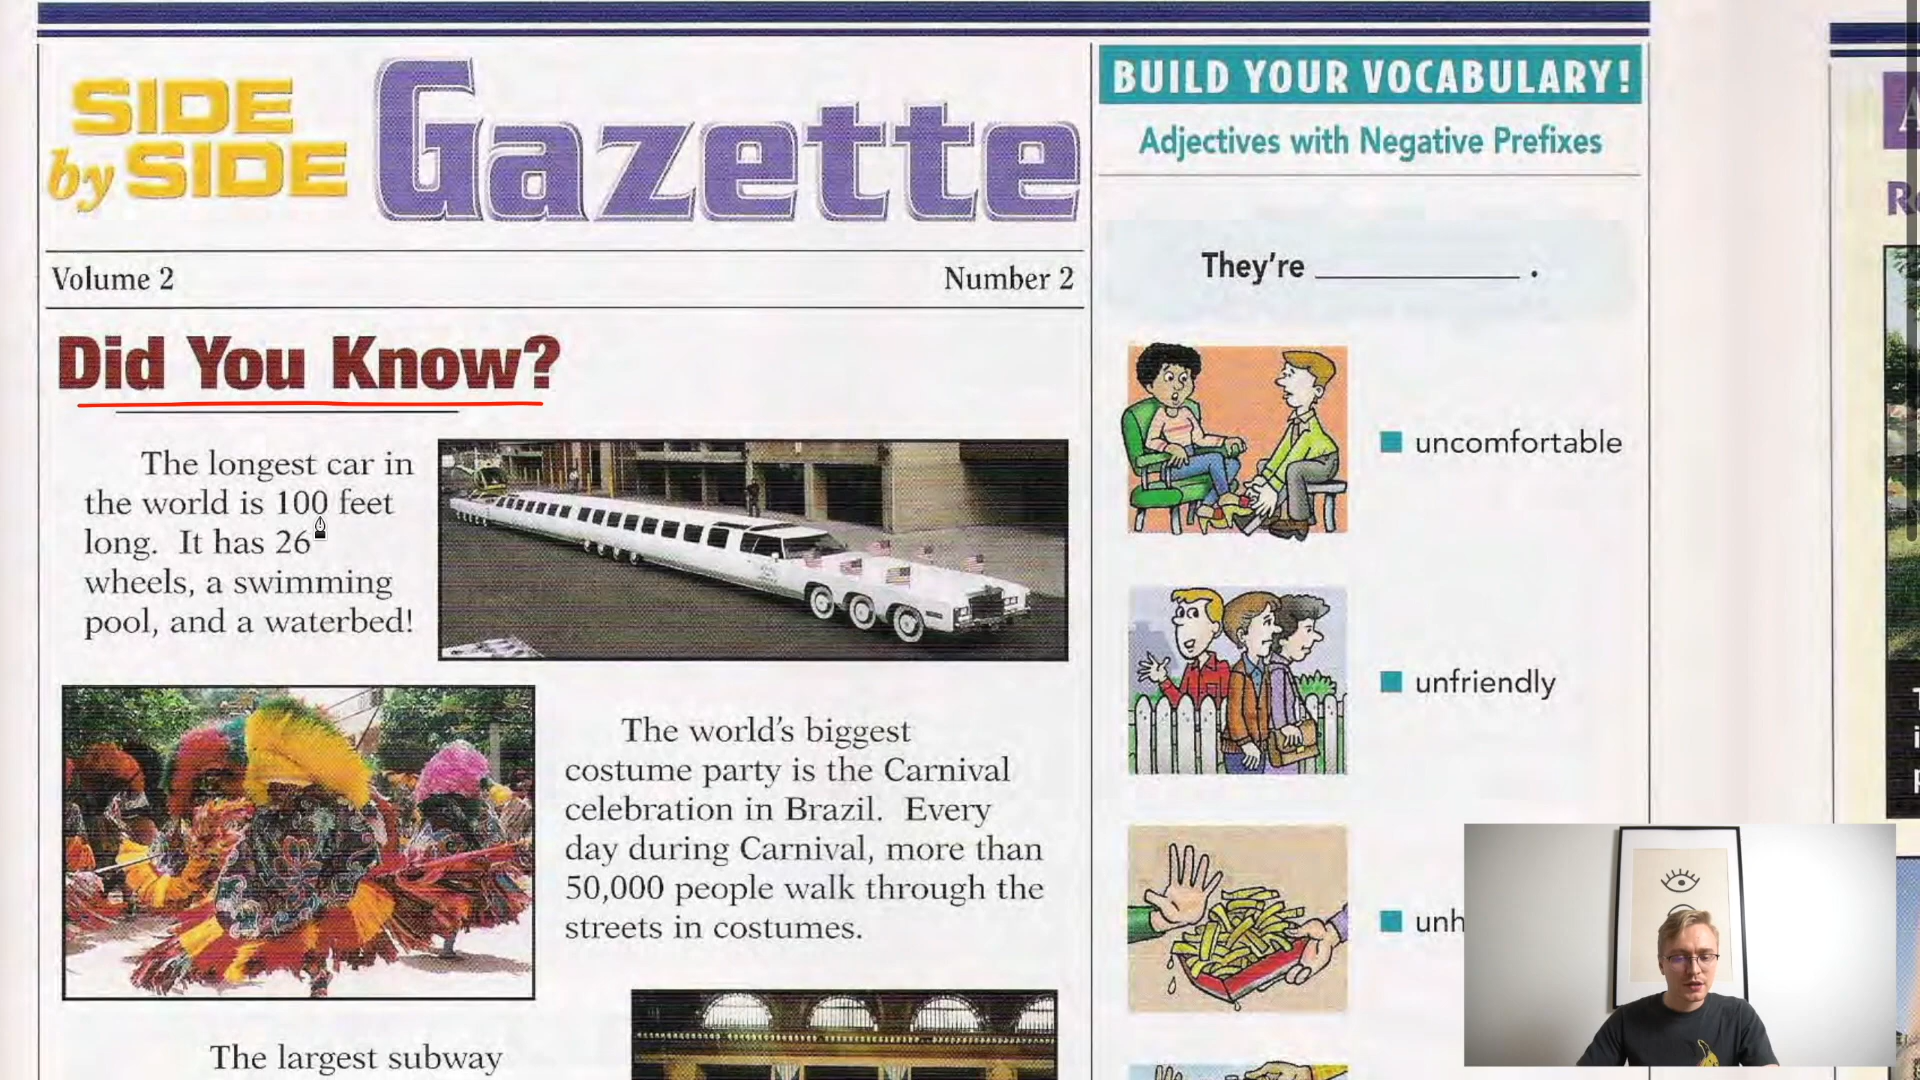 SIDE
by SIDE
Gazette
Volume 2
Number 2
Did You Know?
The longest car in
the world is 100 feet
long. It has 26
wheels, a swimming
pool, and a waterbed!
The world's biggest
costume party is the Carnival
celebration in Brazil. Every
day during Carnival, more than
50,000 people walk through the
streets in costumes.
The largest subway
BUILD YOUR VOCABULARY!
Adjectives with Negative Prefixes
They're __________ .
uncomfortable
unfriendly
unh